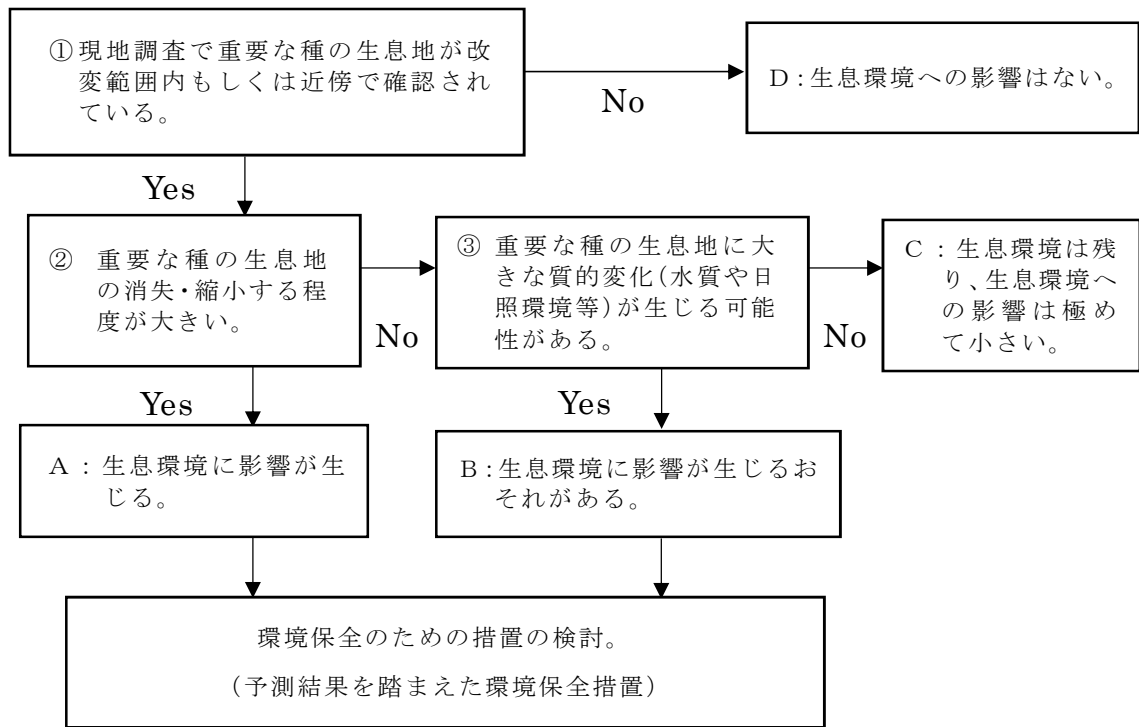 ①現地調査で重要な種の生息地が改
変範囲内もしくは近傍で確認され
ている。
No
D:生息環境への影響はない。
Yes
② 重要な種の生息地
の消失・縮小する程
度が大きい。
No
③ 重要な種の生息地に大
きな質的変化(水質や日
照環境等)が生じる可能
性がある。
No
C:生息環境は残
り、生息環境へ
の影響は極め
て小さい。
Yes
Yes
A:生息環境に影響が生
じる。
B:生息環境に影響が生じるお
それがある。
環境保全のための措置の検討。
(予測結果を踏まえた環境保全措置)